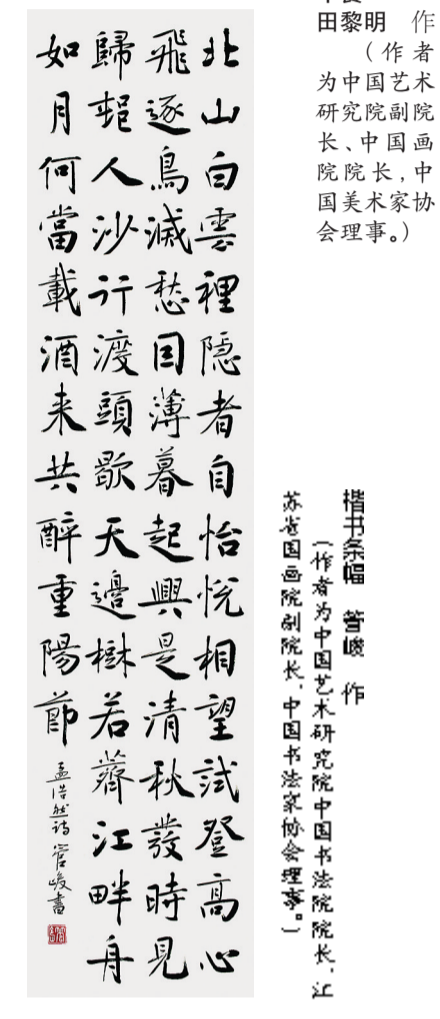 田黎明 作
（作者
为中国艺术
研究院副院
长、中国画
院院长，中
国美术家协
会理事。）
北山白雲裡隱者自怡悅相望試登高心
飛逐鳥滅愁因薄暮起興是清秋發時見
歸邨人沙行渡頭歇天邊樹若薺江畔舟
如月何當載酒来共醉重陽節
孟浩然詩 管峻書
楷书条幅 管峻 作
（作者为中国艺术研究院中国书法院院长，江
苏省国画院副院长，中国书法家协会理事。）